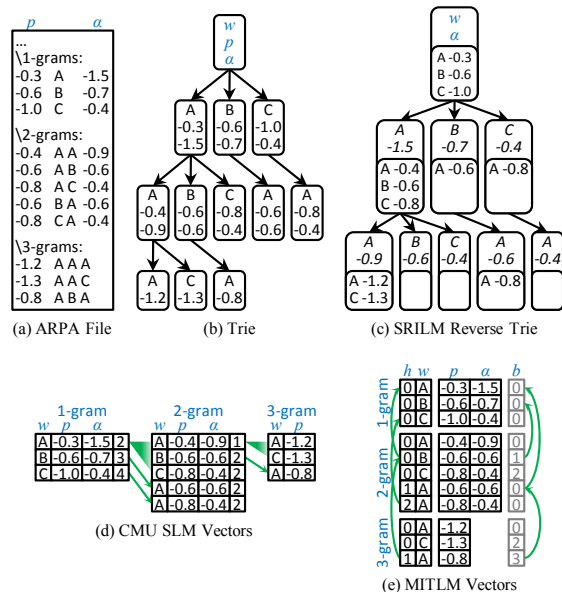 p α
...
\1-grams:
-0.3 A -1.5
-0.6 B -0.7
-1.0 C -0.4
\2-grams:
-0.4 A A -0.9
-0.6 A B -0.6
-0.8 A C -0.4
-0.6 B A -0.6
-0.8 C A -0.4
\3-grams:
-1.2 A A A
-1.3 A A C
-0.8 A B A
(a) ARPA File
w
p
α
A B C
-0.3 -0.6 -1.0
-1.5 -0.7 -0.4
A B C A A
-0.4 -0.6 -0.8 -0.6 -0.8
-0.9 -0.6 -0.4 -0.6 -0.4
A C A
-1.2 -1.3 -0.8
(b) Trie
w
α
A -0.3
B -0.6
C -1.0
A B C
-1.5 -0.7 -0.4
A -0.4 A -0.6 A -0.8
B -0.6
C -0.8
A B C A A
-0.9 -0.6 -0.4 -0.6 -0.4
A -1.2 A -0.8
C -1.3
(c) SRILM Reverse Trie
1-gram 2-gram 3-gram
w p α w p α w p
A -0.3 -1.5 2 A -0.4 -0.9 1 A -1.2
B -0.6 -0.7 3 B -0.6 -0.6 2 C -1.3
C -1.0 -0.4 4 C -0.8 -0.4 2 A -0.8
A -0.6 -0.6 2
A -0.8 -0.4 2
(d) CMU SLM Vectors
h w p α b
1-gram
0 A -0.3 -1.5 0
0 B -0.6 -0.7 0
0 C -1.0 -0.4 0
2-gram
0 A -0.4 -0.9 0
0 B -0.6 -0.6 1
0 C -0.8 -0.4 2
1 A -0.6 -0.6 0
2 A -0.8 -0.4 0
3-gram
0 A -1.2 0
0 C -1.3 2
1 A -0.8 3
(e) MITLM Vectors